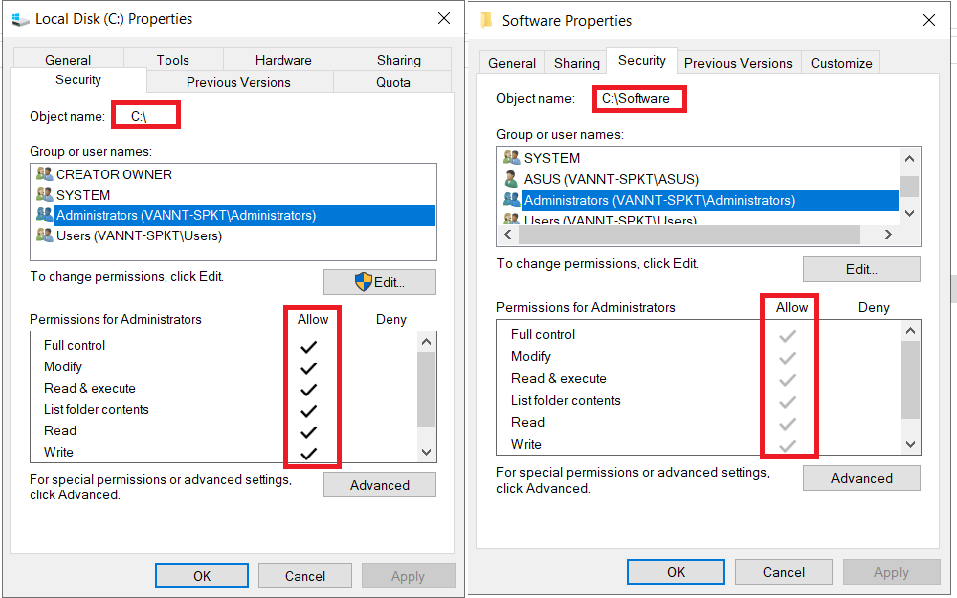 Local Disk (C:) Properties
General Tools Hardware Sharing
Security Previous Versions Quota
Object name: C:\
Group or user names:
CREATOR OWNER
SYSTEM
Administrators (VANNT-SPKT\Administrators)
Users (VANNT-SPKT\Users)
To change permissions, click Edit.
Edit...
Permissions for Administrators Allow Deny
Full control
Modify
Read & execute
List folder contents
Read
Write
For special permissions or advanced settings,
click Advanced.
Advanced
OK Cancel Apply
Software Properties
General Sharing Security Previous Versions Customize
Object name: C:\Software
Group or user names:
SYSTEM
ASUS (VANNT-SPKT\ASUS)
Administrators (VANNT-SPKT\Administrators)
Users (VANNT-SPKT\Users)
To change permissions, click Edit.
Edit...
Permissions for Administrators Allow Deny
Full control
Modify
Read & execute
List folder contents
Read
Write
For special permissions or advanced settings,
click Advanced.
Advanced
OK Cancel Apply